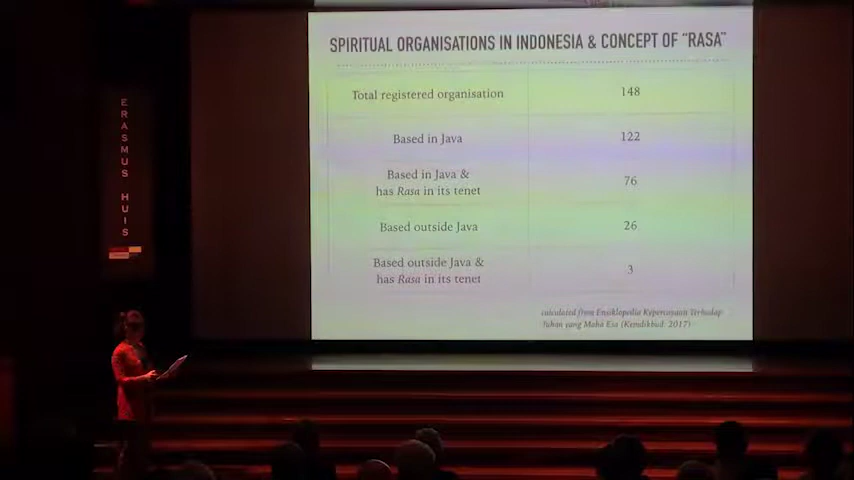 SPIRITUAL ORGANISATIONS IN INDONESIA & CONCEPT OF "RASA"
Total registered organisation 148
Based in Java 122
Based in Java &
has Rasa in its tenet 76
Based outside Java 26
Based outside Java &
has Rasa in its tenet 3
calculated from Ensiklopedia Kepercayaan Terhadap
Tuhan yang Maha Esa (Kemdikbud, 2017)
ERASMUS HUIS